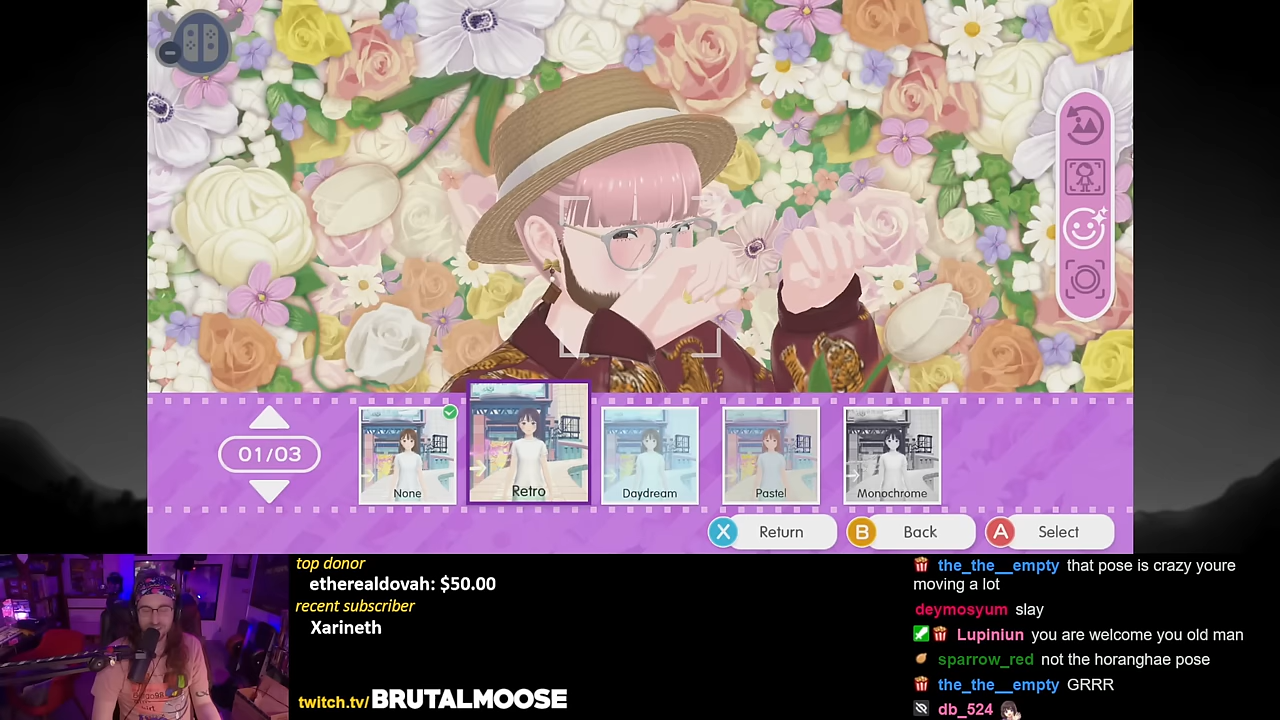 01/03
None
Retro
Daydream
Pastel
Monochrome
X Return
B Back
A Select
top donor
etherealdovah: $50.00
recent subscriber
Xarineth
twitch.tv/BRUTALMOOSE
the_the__empty that pose is crazy youre
moving a lot
deymosyum slay
Lupiniun you are welcome you old man
sparrow_red not the horanghae pose
the_the__empty GRRR
db_524